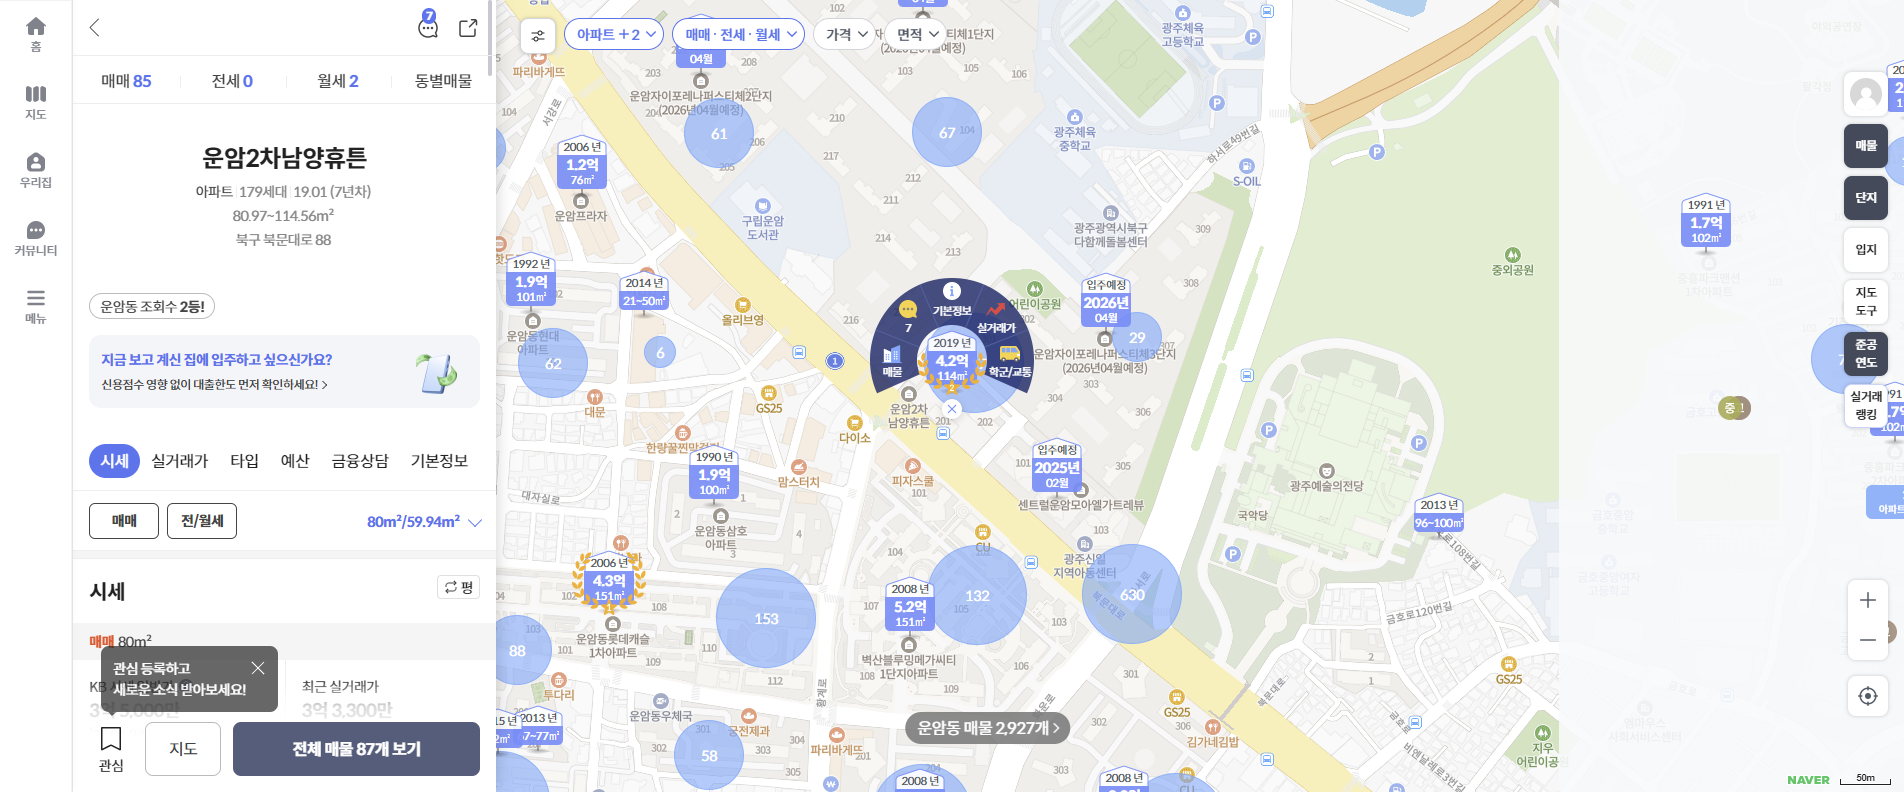 홈
지도
우리집
커뮤니티
메뉴
7
매매 85
전세 0
월세 2
동별매물
운암2차남양휴튼
아파트 179세대 19.01 (7년차)
80.97~114.56m²
북구 북문대로 88
운암동 조회수 2등!
지금 보고 계신 집에 입주하고 싶으신가요?
신용점수 영향 없이 대출한도 먼저 확인하세요!
시세
실거래가
타입
예산
금융상담
기본정보
매매
전/월세
80m²/59.94m²
시세
평
매매 80m²
관심 등록하고
새로운 소식 받아보세요!
최근 실거래가
3억 3,300만
관심
지도
전체 매물 87개 보기
아파트 + 2
매매 · 전세 · 월세
가격
면적
04월
파리바게뜨
운암자이포레나퍼스티체2단지
(2026년04월예정)
61
67
2006 년
1.2억
76㎡
운암프라자
구립운암
도서관
광주체육
고등학교
광주체육
중학교
하서로49번길
S-OIL
광주광역시북구
다함께돌봄센터
중외공원
서강로
1992 년
1.9억
101㎡
운암동현대
아파트
62
2014 년
21~50㎡
올리브영
6
1
7
기본정보
실거래가
매물
학군/교통
2019 년
4.2억
114㎡
2
운암2차
남양휴튼
어린이공원
입주예정
2026년
04월
29
운암자이포레나퍼스티체3단지
(2026년04월예정)
대문
GS25
다이소
1990 년
1.9억
100㎡
운암동삼호
아파트
대자실로
맘스터치
피자스쿨
입주예정
2025년
02월
센트럴운암모아엘가트레뷰
광주예술의전당
국악당
2013 년
96~100㎡
CU
광주신일
지역아동센터
2006 년
4.3억
151㎡
운암동롯데캐슬
1차아파트
153
132
630
88
2008 년
5.2억
151㎡
벽산블루밍메가씨티
1단지아파트
북문대로
금호로108번길
금호로120번길
투다리
운암동우체국
궁전제과
파리바게뜨
58
황계로
2013 년
운암동 매물 2,927개
2008 년
2008 년
GS25
김가네김밥
북문대로
금호로
비엔날레로3번길
GS25
지우
어린이공
1991 년
1.7억
102㎡
중 1
매물
단지
입지
지도
도구
준공
연도
실거래
랭킹
NAVER
50m